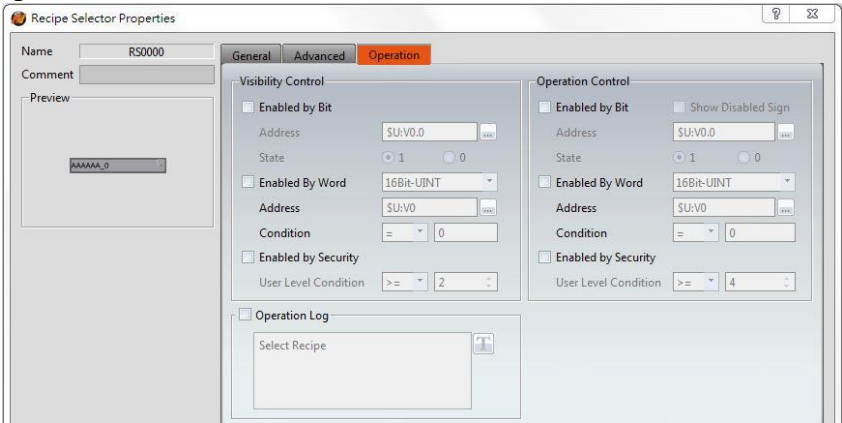 Recipe Selector Properties
Name RS0000
Comment
Preview
AAAAAA_0
General Advanced Operation
Visibility Control
Enabled by Bit
Address $U:V0.0 ...
State 1 0
Enabled By Word 16Bit-UINT
Address $U:V0 ...
Condition = 0
Enabled by Security
User Level Condition >= 2
Operation Control
Enabled by Bit Show Disabled Sign
Address $U:V0.0 ...
State 1 0
Enabled By Word 16Bit-UINT
Address $U:V0 ...
Condition = 0
Enabled by Security
User Level Condition >= 4
Operation Log
Select Recipe T